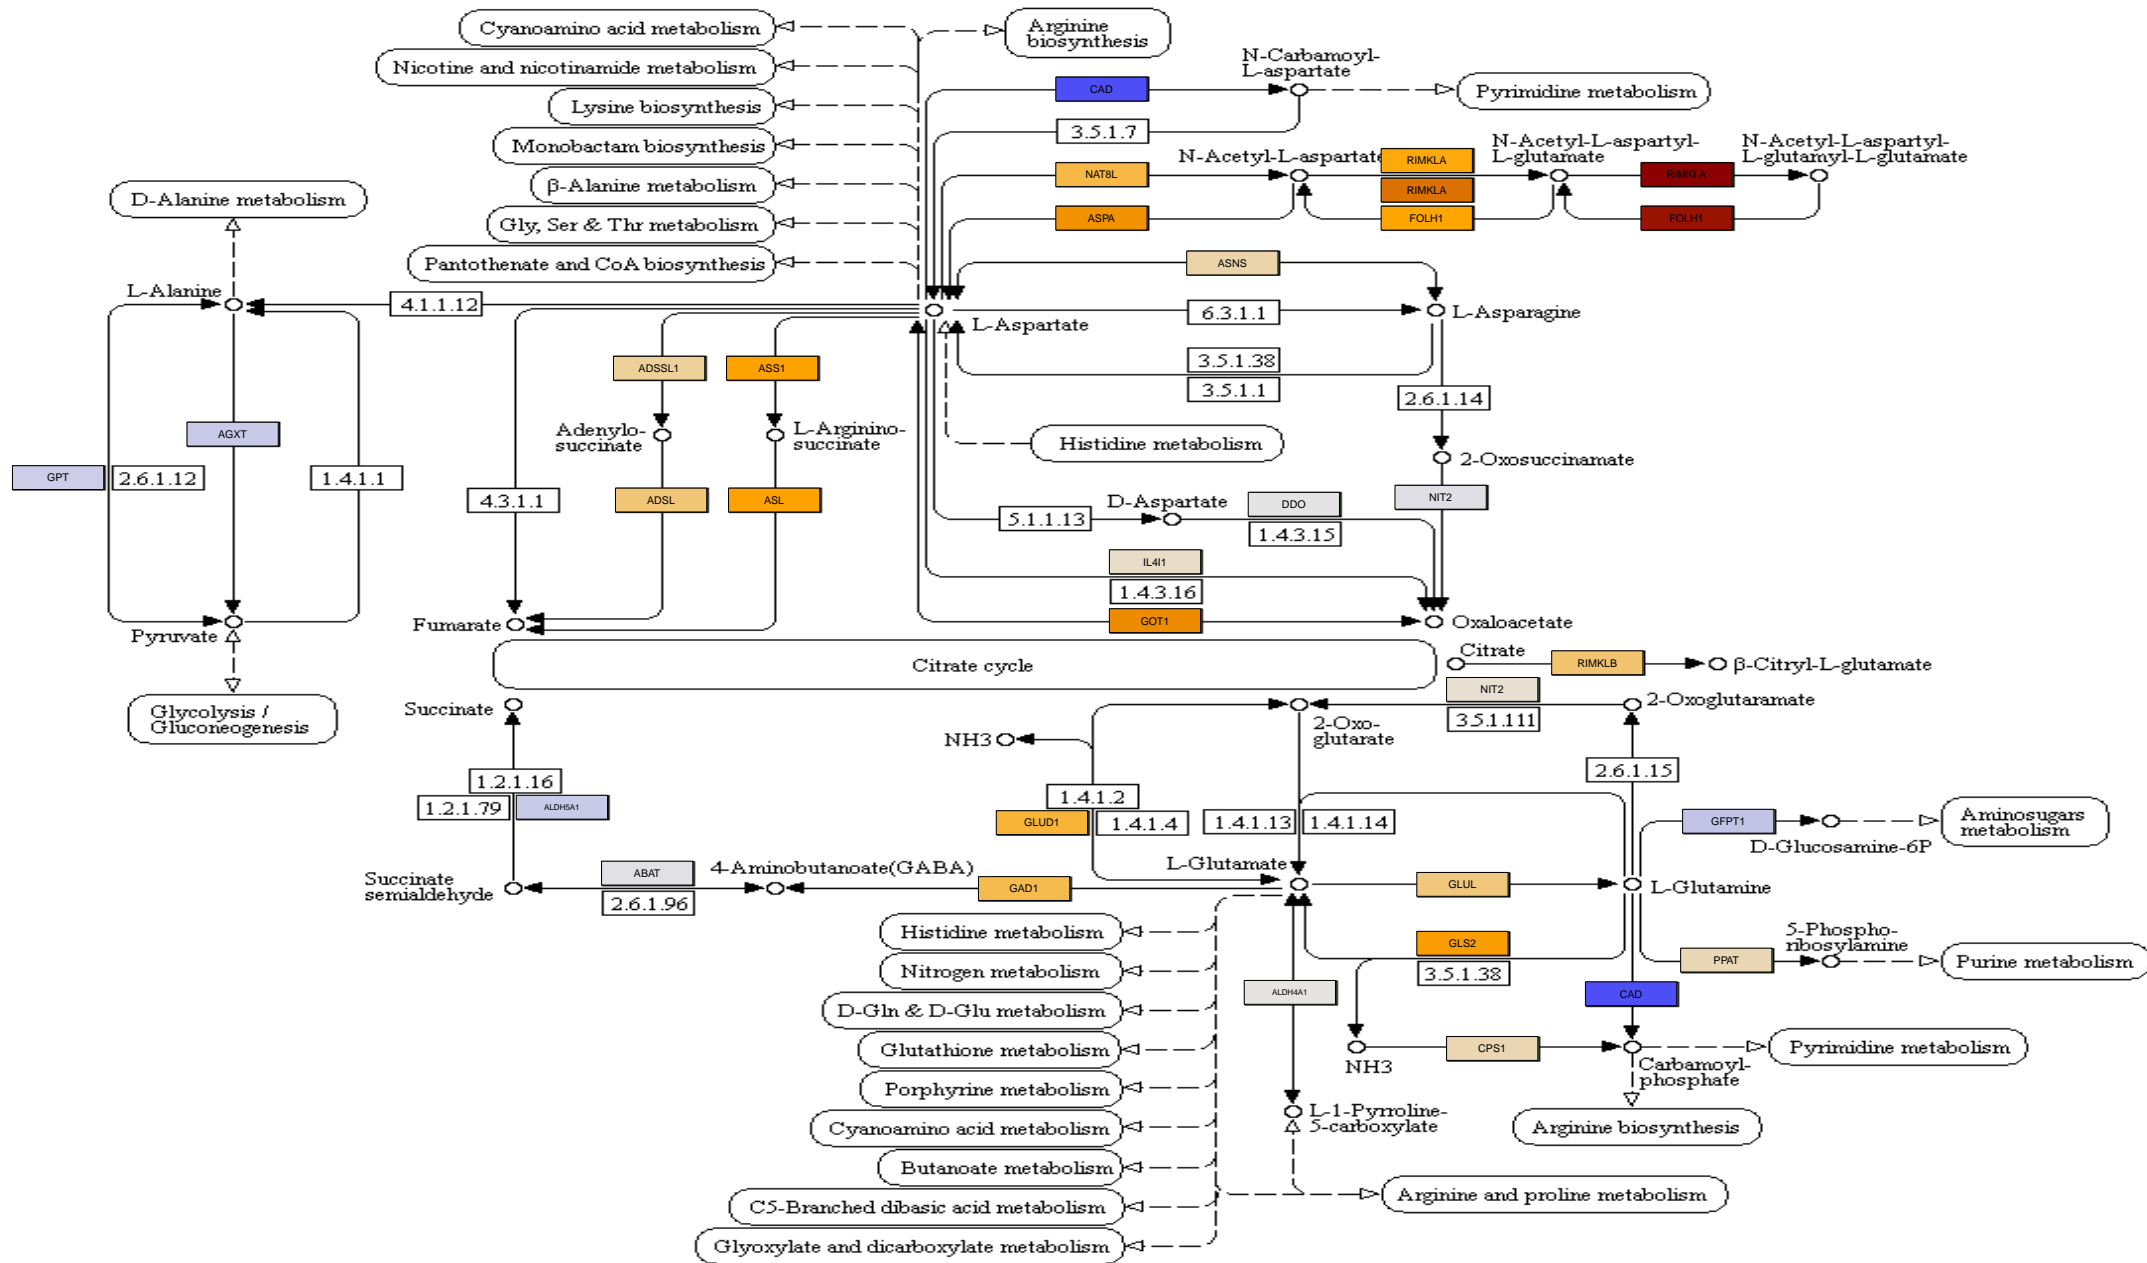 Cyanoamino acid metabolism
Arginine
biosynthesis
Nicotine and nicotinamide metabolism
N-Carbamoyl-
L-aspartate
CAD
Pyrimidine metabolism
Lysine biosynthesis
3.5.1.7
Monobactam biosynthesis
N-Acetyl-L-aspartate
RIMKLA
N-Acetyl-L-aspartyl-
L-glutamate
N-Acetyl-L-aspartyl-
L-glutamyl-L-glutamate
β-Alanine metabolism
NAT8L
RIMKLA
RIMKLA
D-Alanine metabolism
Gly, Ser & Thr metabolism
ASPA
FOLH1
FOLH1
Pantothenate and CoA biosynthesis
ASNS
L-Alanine
4.1.1.12
L-Aspartate
6.3.1.1
L-Asparagine
ADSSL1
ASS1
3.5.1.38
3.5.1.1
2.6.1.14
AGXT
Adenylo-
succinate
L-Arginino-
succinate
Histidine metabolism
2-Oxosuccinamate
GPT
2.6.1.12
1.4.1.1
4.3.1.1
ADSL
ASL
D-Aspartate
DDO
NIT2
5.1.1.13
1.4.3.15
IL4I1
1.4.3.16
Pyruvate
Fumarate
GOT1
Oxaloacetate
Citrate cycle
Citrate
RIMKLB
β-Citryl-L-glutamate
Glycolysis /
Gluconeogenesis
Succinate
NIT2
2-Oxoglutaramate
3.5.1.111
NH3
2-Oxo-
glutarate
1.2.1.16
1.4.1.2
2.6.1.15
1.2.1.79
ALDH5A1
GLUD1
1.4.1.4
1.4.1.13
1.4.1.14
GFPT1
Aminosugars
metabolism
D-Glucosamine-6P
Succinate
semialdehyde
ABAT
2.6.1.96
4-Aminobutanoate(GABA)
GAD1
L-Glutamate
GLUL
L-Glutamine
Histidine metabolism
GLS2
3.5.1.38
5-Phospho-
ribosylamine
PPAT
Purine metabolism
Nitrogen metabolism
ALDH4A1
CAD
D-Gln & D-Glu metabolism
Glutathione metabolism
NH3
CPS1
Carbamoyl-
phosphate
Pyrimidine metabolism
Porphyrine metabolism
L-1-Pyrroline-
5-carboxylate
Arginine biosynthesis
Cyanoamino acid metabolism
Butanoate metabolism
Arginine and proline metabolism
C5-Branched dibasic acid metabolism
Glyoxylate and dicarboxylate metabolism